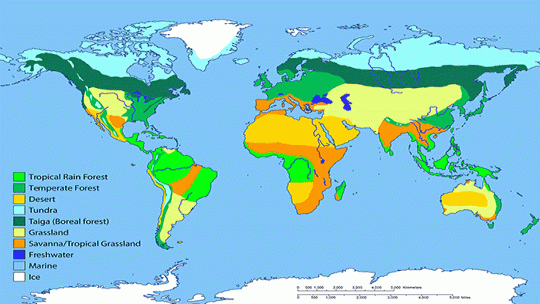 Tropical Rain Forest
Temperate Forest
Desert
Tundra
Taiga (Boreal forest)
Grassland
Savanna/Tropical Grassland
Freshwater
Marine
Ice